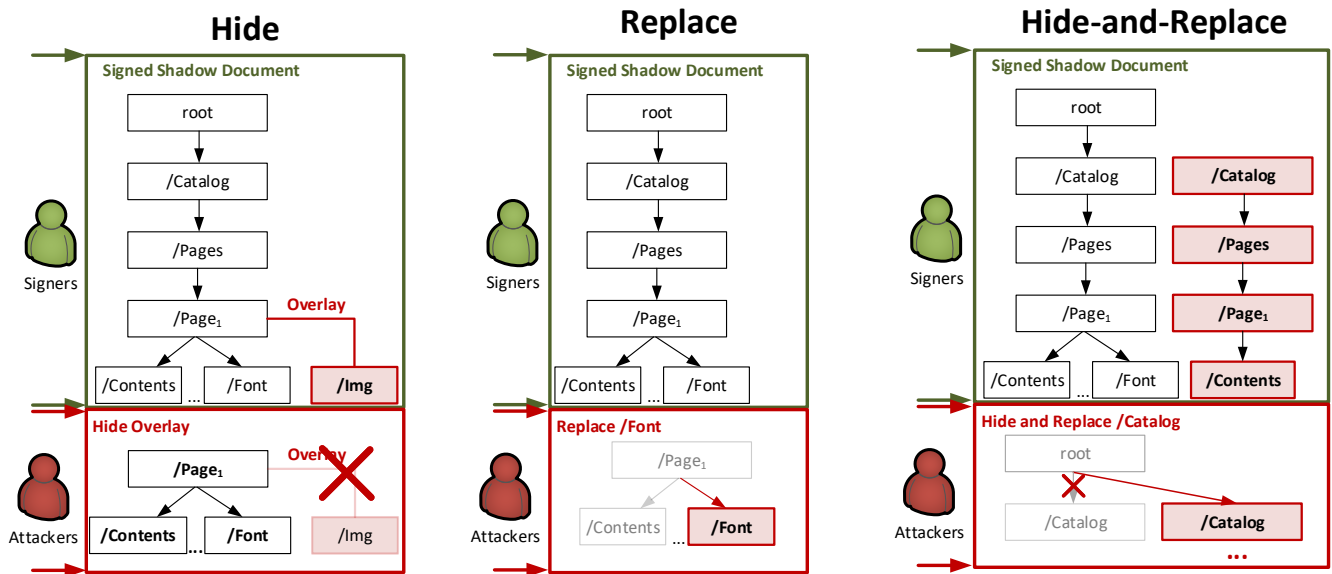 Hide
Signed Shadow Document
root
/Catalog
/Pages
Overlay
/Page₁
/Contents ... /Font /Img
Signers
Hide Overlay
Overlay
/Page₁
/Contents ... /Font /Img
Attackers
Replace
Signed Shadow Document
root
/Catalog
/Pages
/Page₁
/Contents ... /Font
Signers
Replace /Font
/Page₁
/Contents ... /Font
Attackers
Hide-and-Replace
Signed Shadow Document
root
/Catalog /Catalog
/Pages /Pages
/Page₁ /Page₁
/Contents ... /Font /Contents
Signers
Hide and Replace /Catalog
root
/Catalog /Catalog
...
Attackers